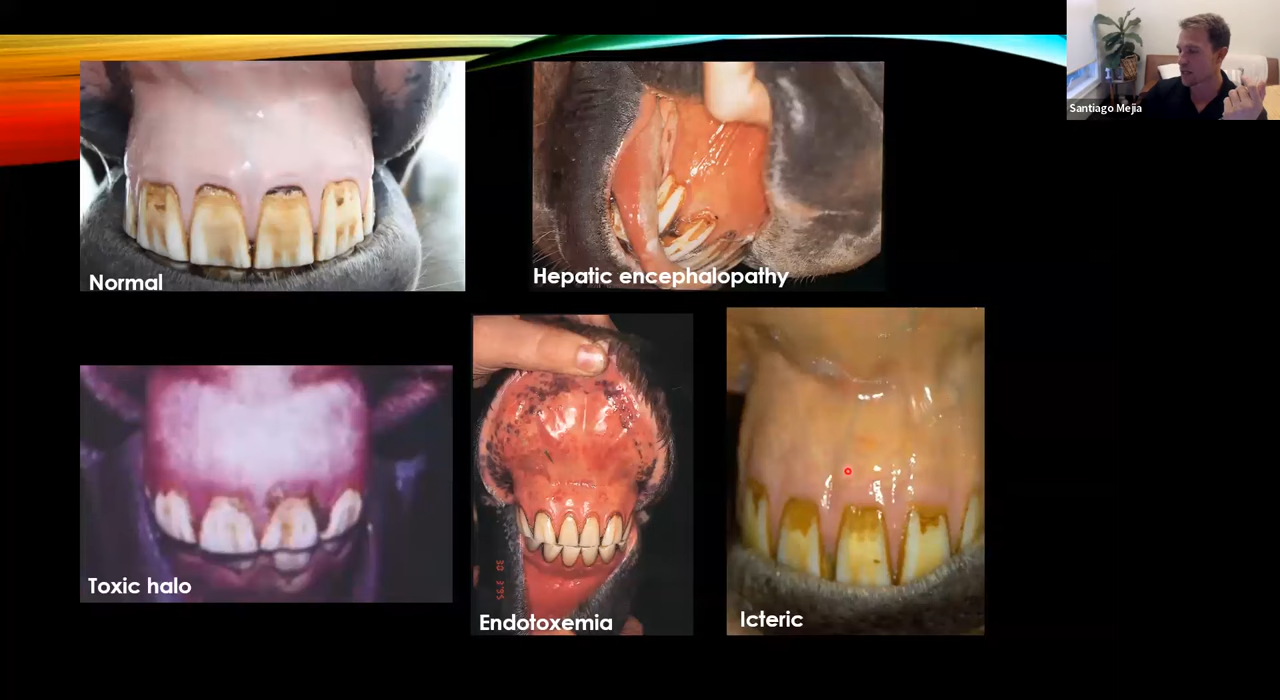 Santiago Mejia
Normal
Hepatic encephalopathy
Toxic halo
Endotoxemia
Icteric